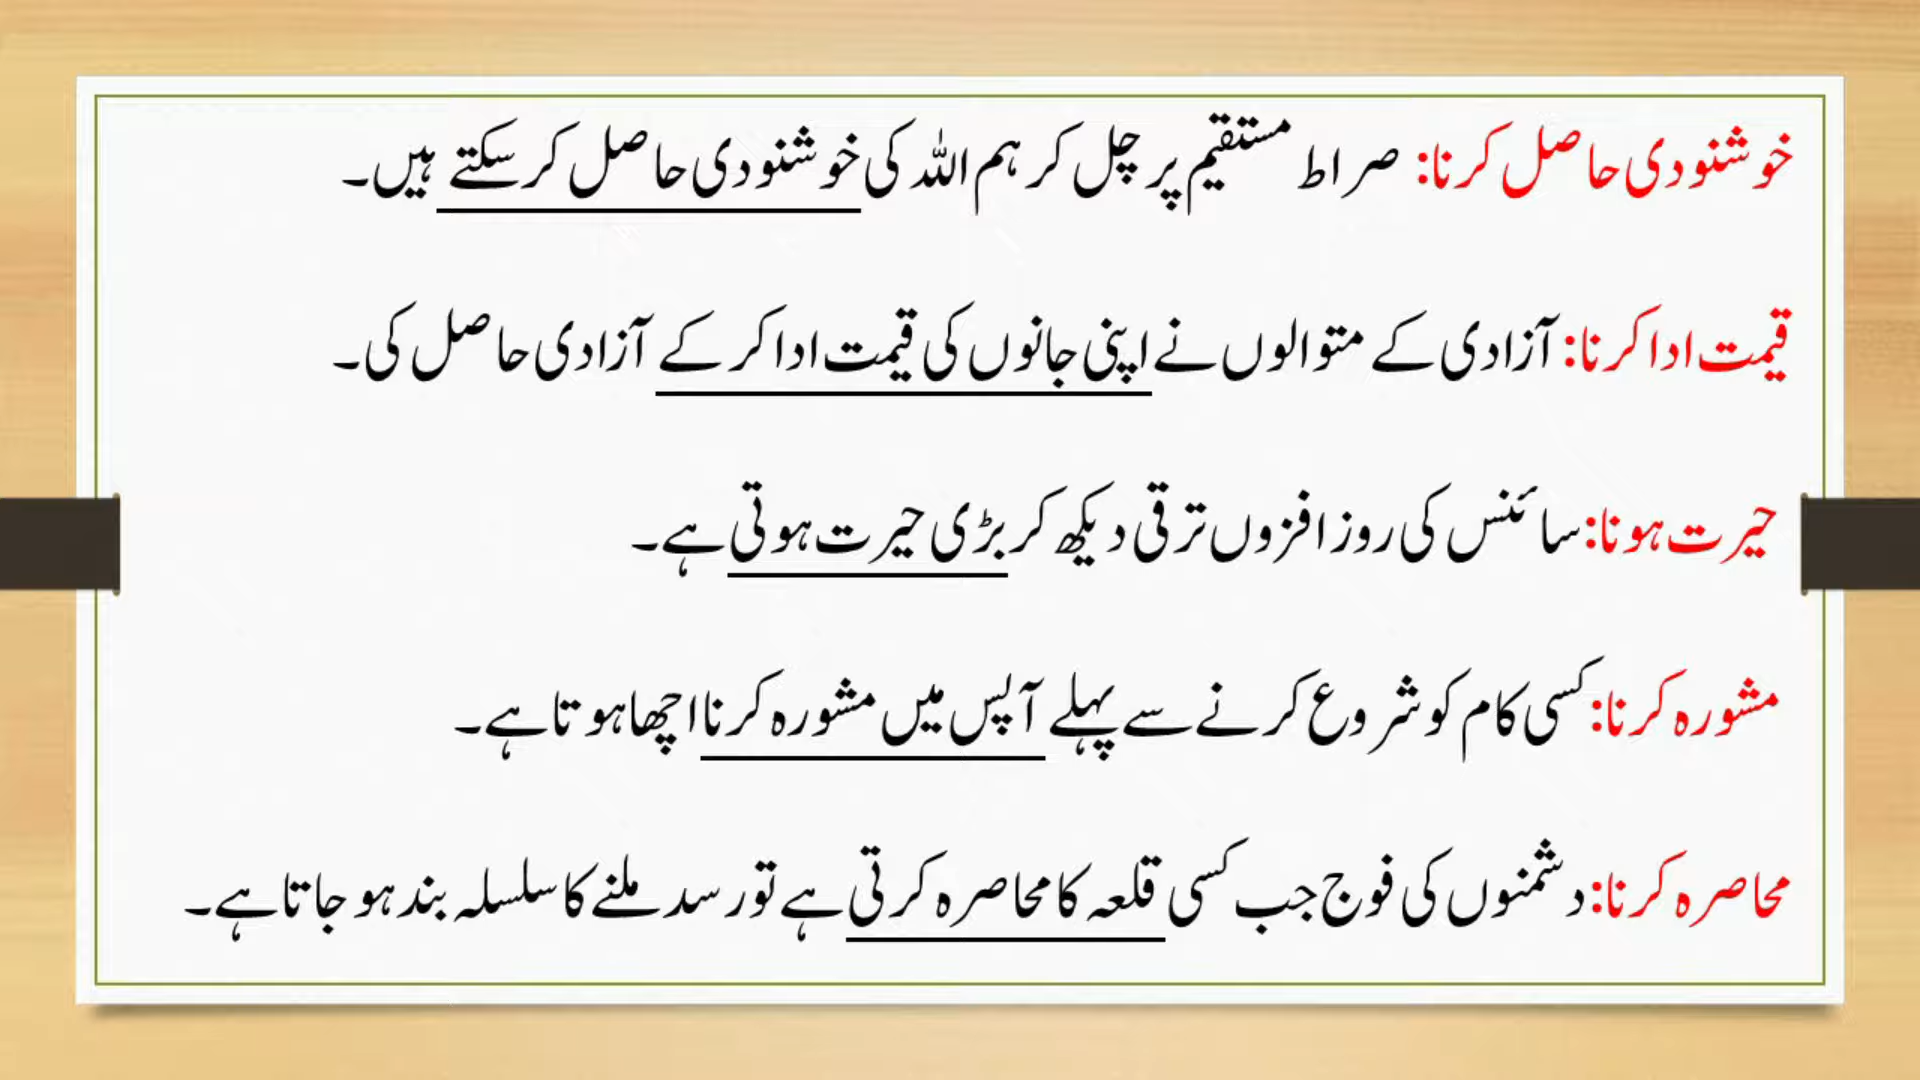 خوشنودی حاصل کرنا: صراط مستقیم پر چل کر ہم اللہ کی خوشنودی حاصل کرسکتے ہیں۔
قیمت ادا کرنا: آزادی کے متوالوں نے اپنی جانوں کی قیمت ادا کر کے آزادی حاصل کی۔
حیرت ہونا: سائنس کی روز افزوں ترقی دیکھ کر بڑی حیرت ہوتی ہے۔
مشورہ کرنا: کسی کام کو شروع کرنے سے پہلے آپس میں مشورہ کرنا اچھا ہوتا ہے۔
محاصرہ کرنا: دشمنوں کی فوج جب کسی قلعہ کا محاصرہ کرتی ہے تو رسد ملنے کا سلسلہ بند ہو جاتا ہے۔